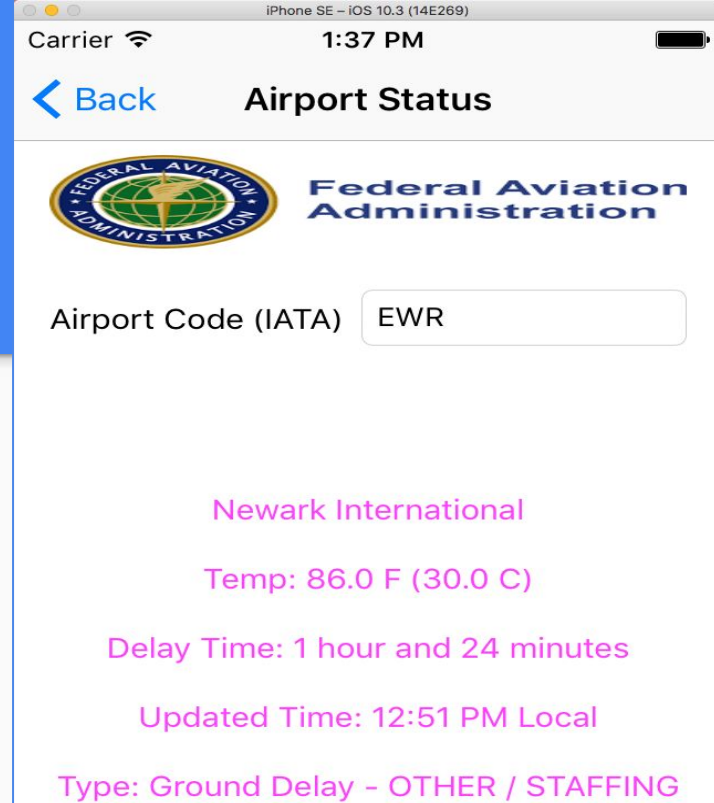 iPhone SE – iOS 10.3 (14E269)
Carrier 1:37 PM
Back Airport Status
FEDERAL AVIATION ADMINISTRATION
Federal Aviation
Administration
Airport Code (IATA) EWR
Newark International
Temp: 86.0 F (30.0 C)
Delay Time: 1 hour and 24 minutes
Updated Time: 12:51 PM Local
Type: Ground Delay - OTHER / STAFFING